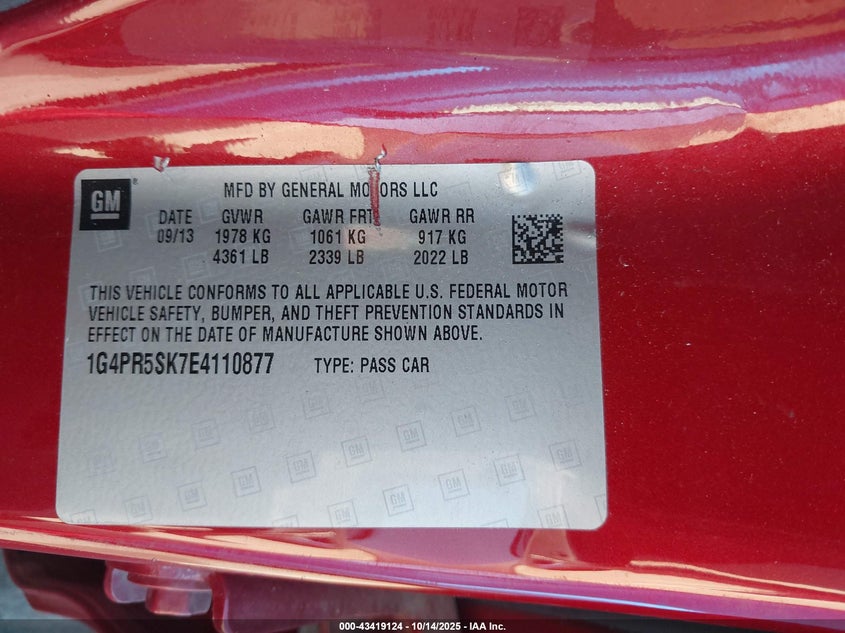 GM
MFD BY GENERAL MOTORS LLC
DATE GVWR GAWR FRT GAWR RR
09/13 1978 KG 1061 KG 917 KG
4361 LB 2339 LB 2022 LB
THIS VEHICLE CONFORMS TO ALL APPLICABLE U.S. FEDERAL MOTOR
VEHICLE SAFETY, BUMPER, AND THEFT PREVENTION STANDARDS IN
EFFECT ON THE DATE OF MANUFACTURE SHOWN ABOVE.
1G4PR5SK7E4110877 TYPE: PASS CAR
000-43419124 - 10/14/2025 - IAA Inc.